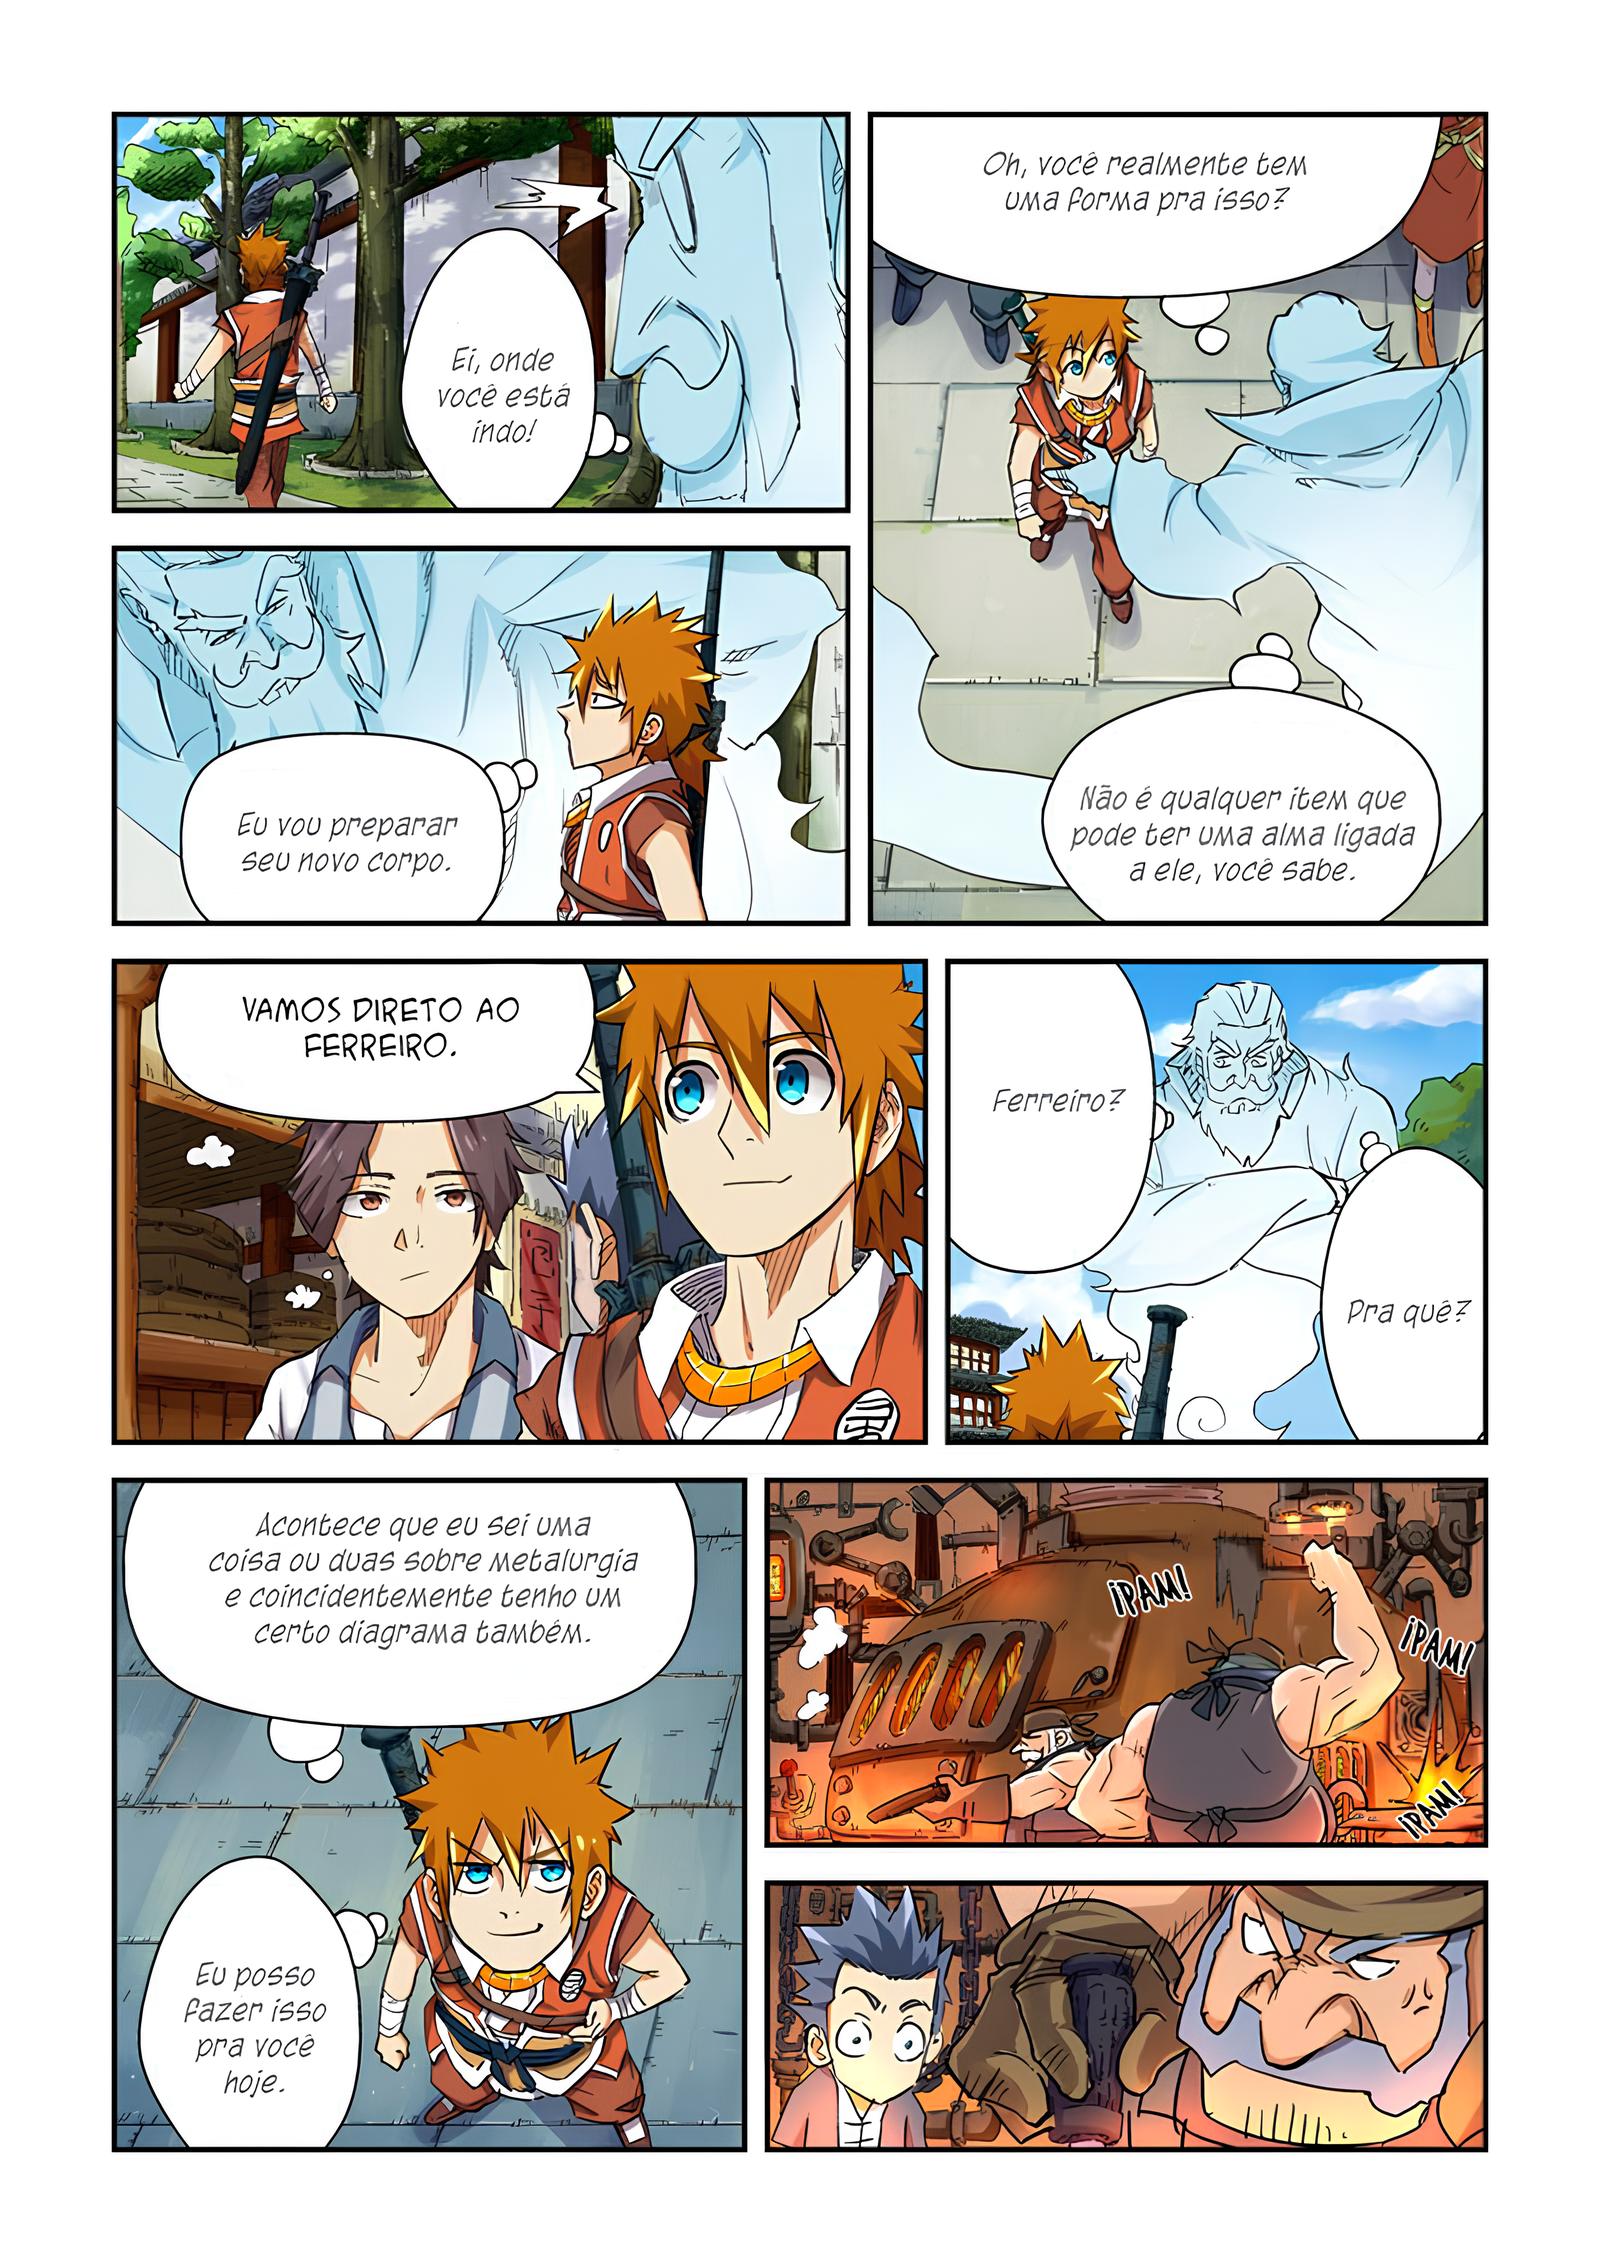 Ei, onde
você está
indo!
Oh, você realmente tem
uma forma pra isso?
Eu vou preparar
seu novo corpo.
Não é qualquer item que
pode ter uma alma ligada
a ele, você sabe.
VAMOS DIRETO AO
FERREIRO.
Ferreiro?
Pra quê?
Acontece que eu sei uma
coisa ou duas sobre metalurgia
e coincidentemente tenho um
certo diagrama também.
Eu posso
fazer isso
pra você
hoje.
¡PAM!
¡PAM!
¡PAM!